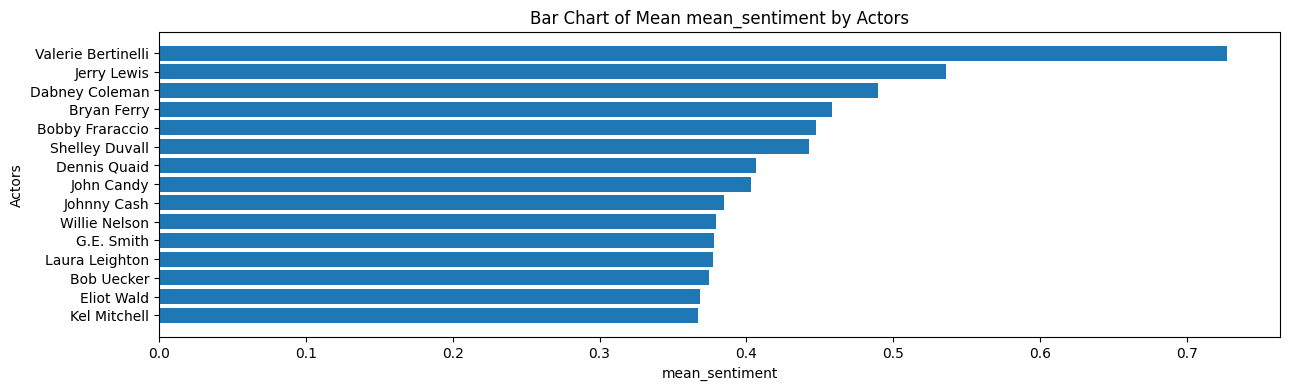 Bar Chart of Mean mean_sentiment by Actors
Actors
Valerie Bertinelli
Jerry Lewis
Dabney Coleman
Bryan Ferry
Bobby Fraraccio
Shelley Duvall
Dennis Quaid
John Candy
Johnny Cash
Willie Nelson
G.E. Smith
Laura Leighton
Bob Uecker
Eliot Wald
Kel Mitchell
0.0 0.1 0.2 0.3 0.4 0.5 0.6 0.7
mean_sentiment